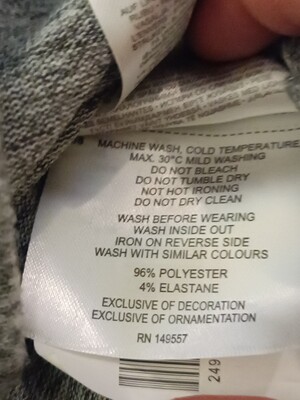 MACHINE WASH, COLD TEMPERATURE
MAX. 30°C MILD WASHING
DO NOT BLEACH
DO NOT TUMBLE DRY
NOT HOT IRONING
DO NOT DRY CLEAN
WASH BEFORE WEARING
WASH INSIDE OUT
IRON ON REVERSE SIDE
WASH WITH SIMILAR COLOURS
96% POLYESTER
4% ELASTANE
EXCLUSIVE OF DECORATION
EXCLUSIVE OF ORNAMENTATION
RN 149557
249